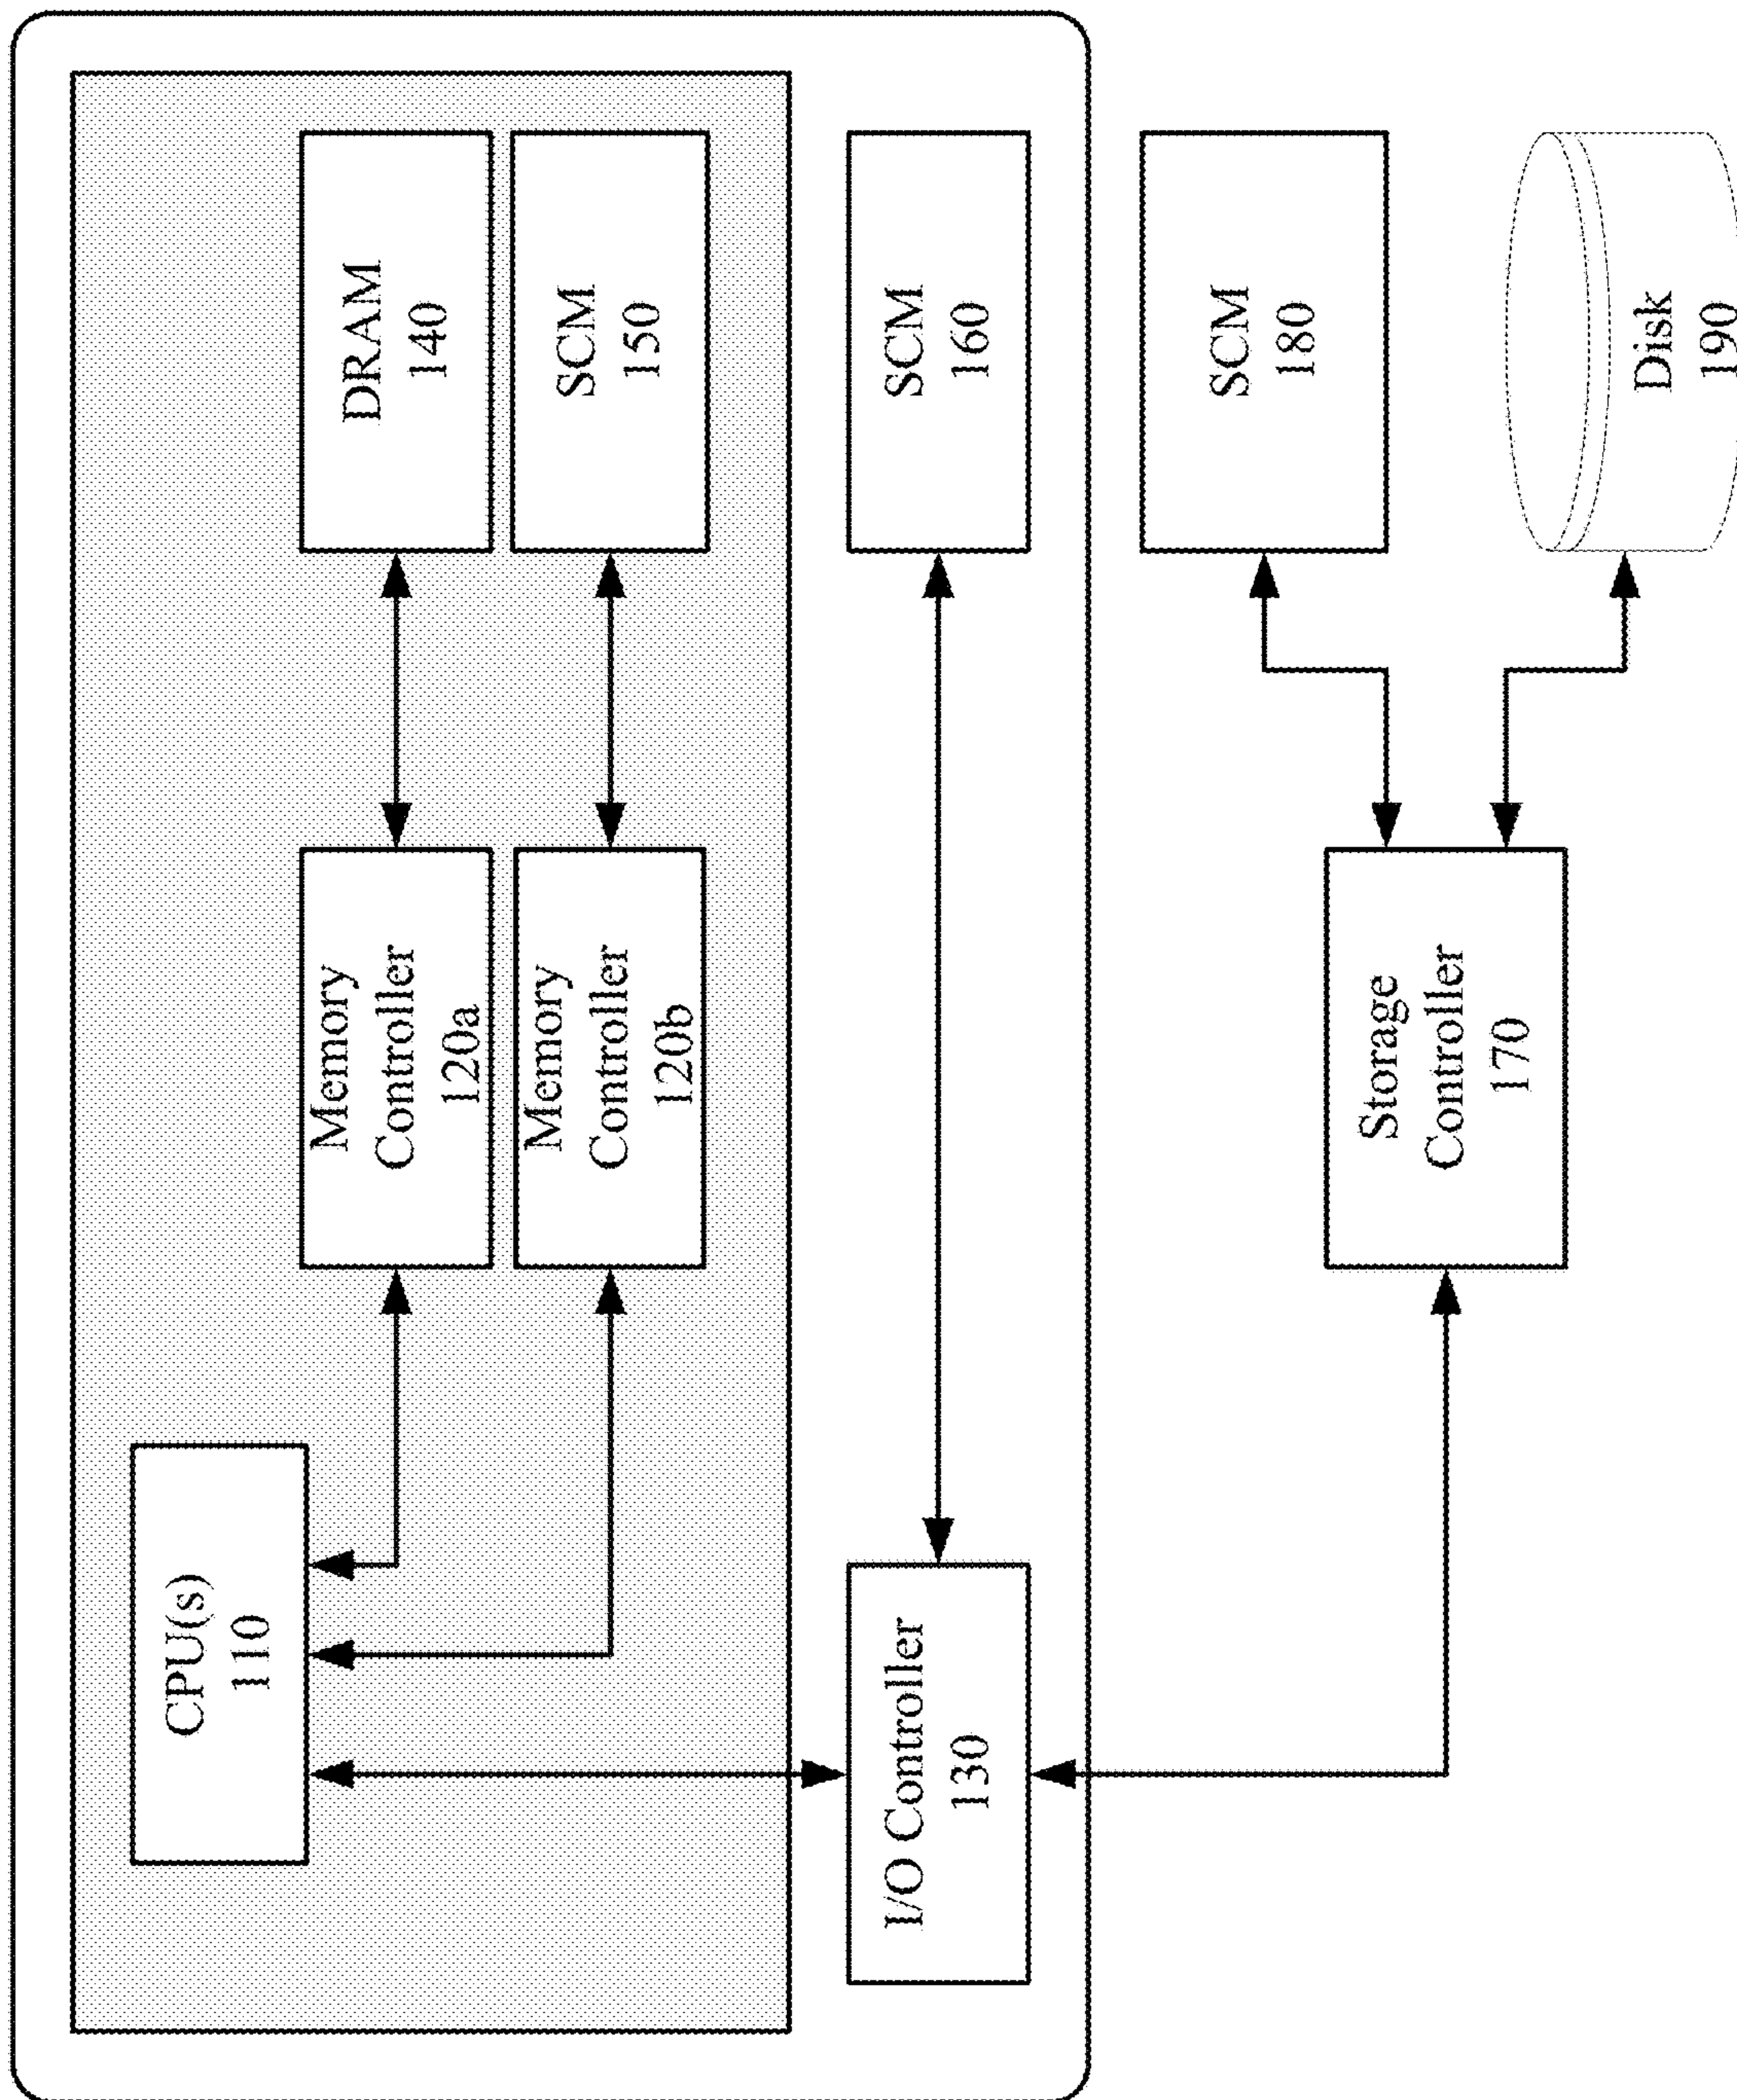 CPU(s)
110
Memory
Controller
120a
DRAM
140
Memory
Controller
120b
SCM
150
I/O Controller
130
SCM
160
Storage
Controller
170
SCM
180
Disk
190